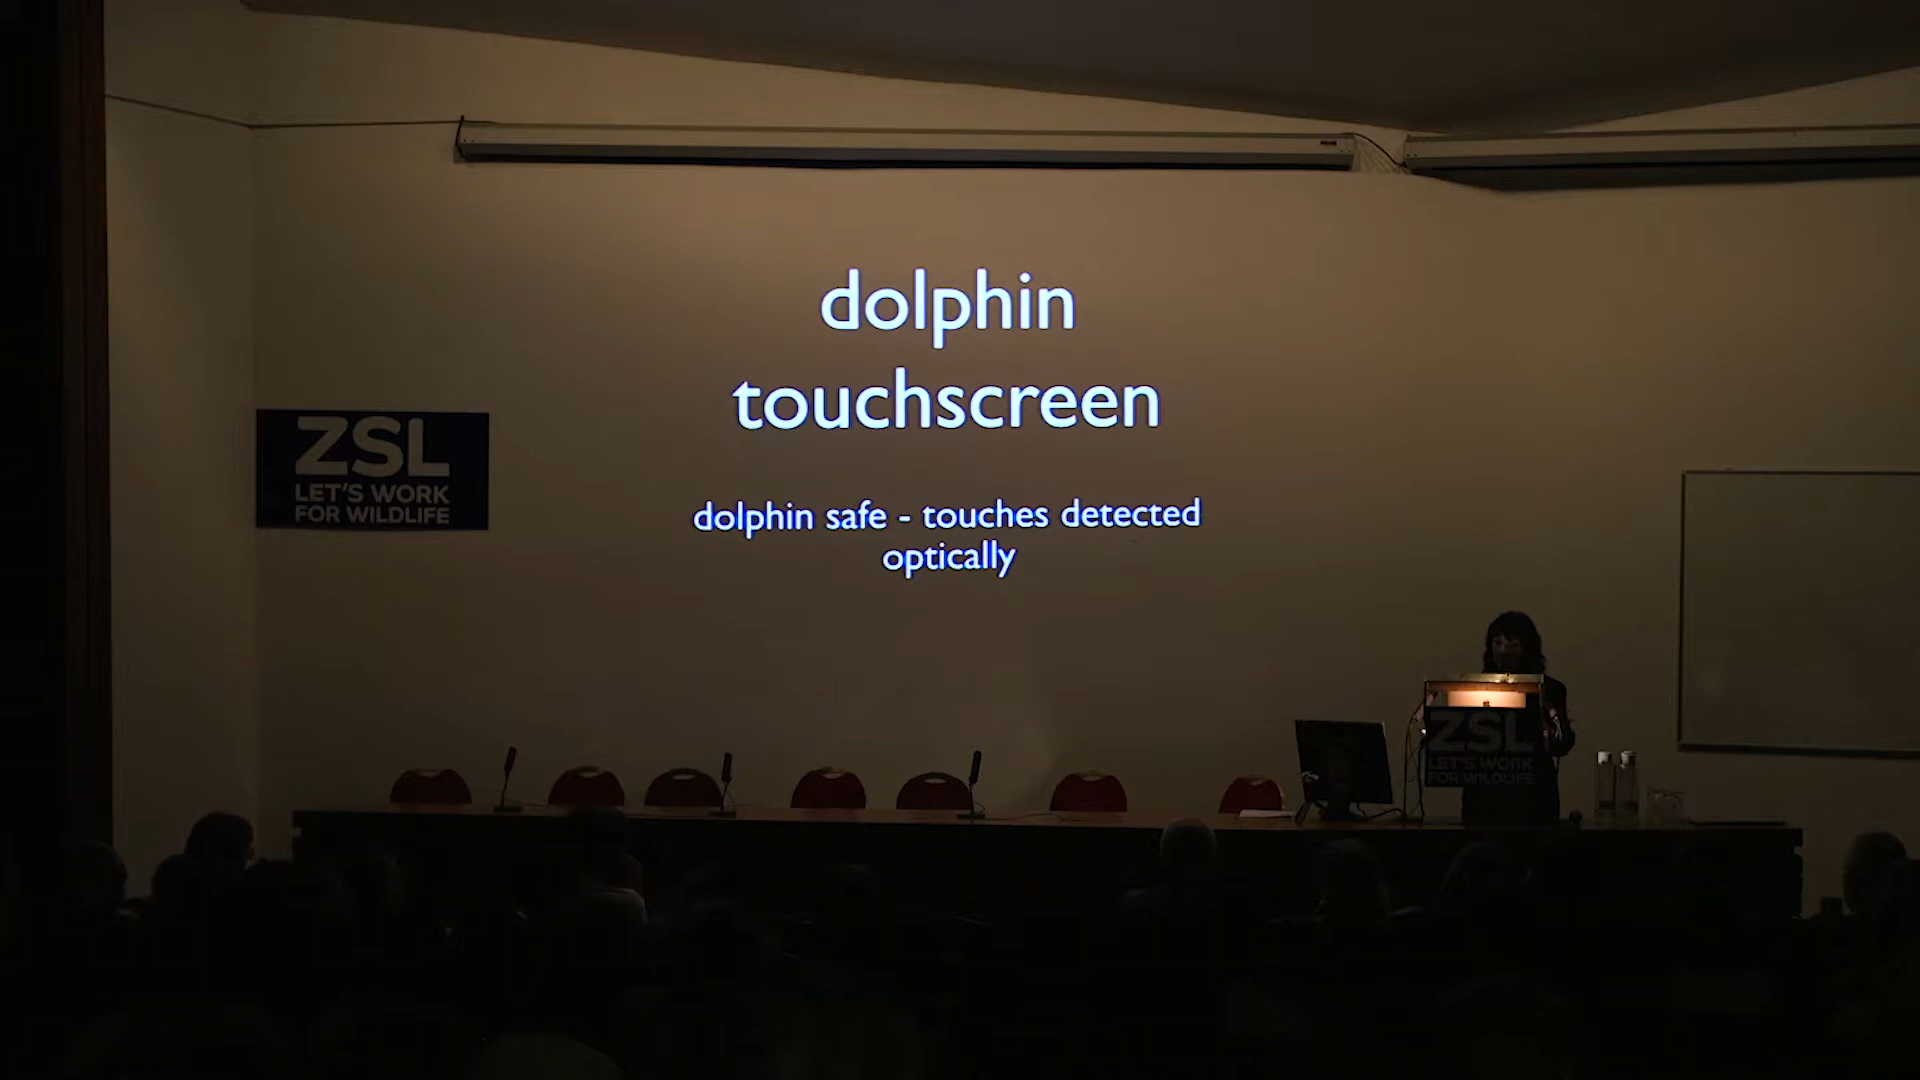 dolphin
touchscreen
dolphin safe - touches detected
optically
ZSL
LET'S WORK
FOR WILDLIFE
ZSL
LET'S WORK
FOR WILDLIFE